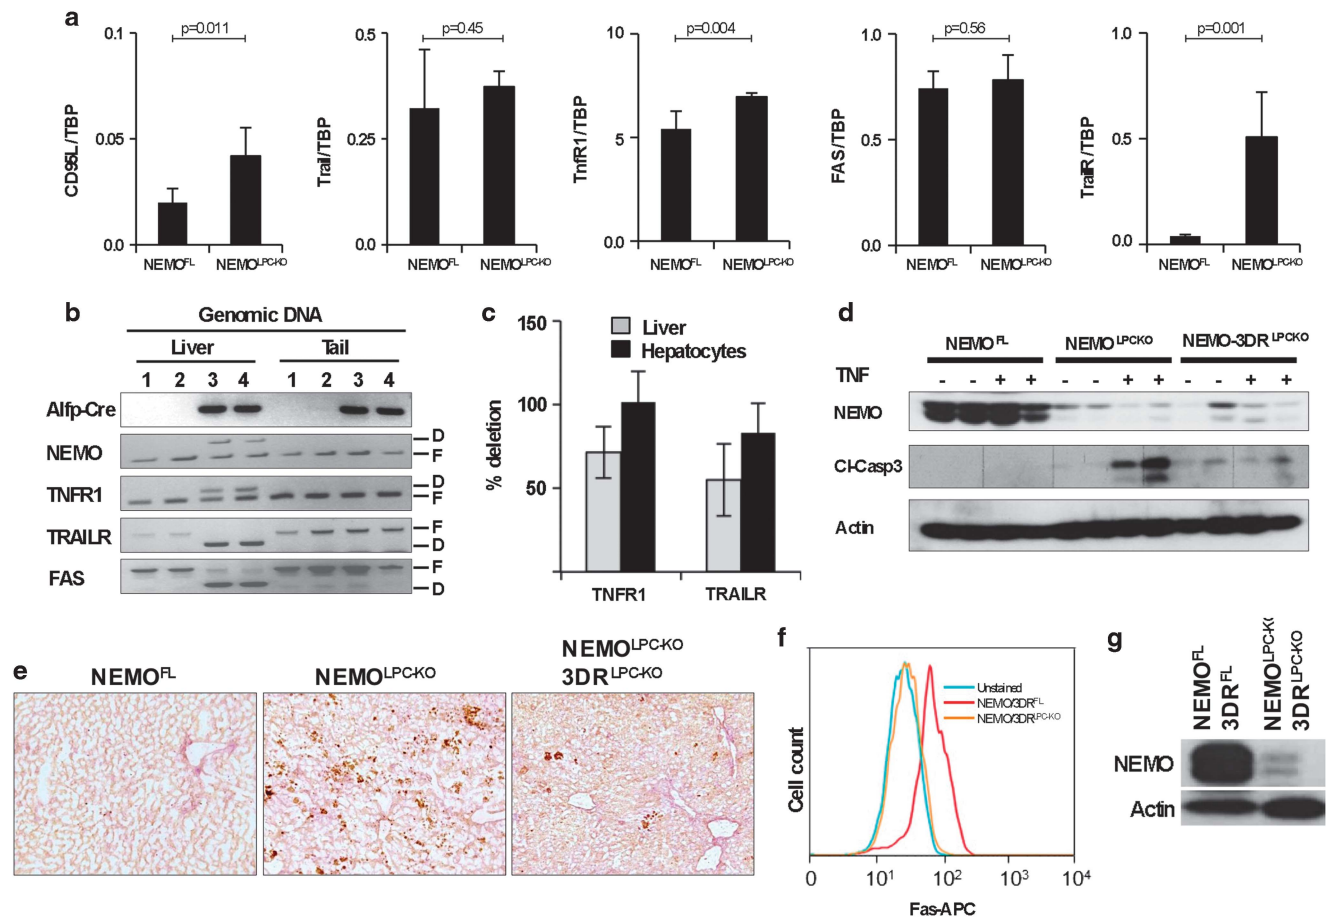 a
p=0.011
0.1
0.05
0.0
CD95L/TBP
NEMOFL NEMOLPC-KO
p=0.45
0.5
0.25
0.0
Trail/TBP
NEMOFL NEMOLPC-KO
p=0.004
10
5
0.0
TnfR1/TBP
NEMOFL NEMOLPC-KO
p=0.56
1.0
0.5
0.0
FAS/TBP
NEMOFL NEMOLPC-KO
p=0.001
1.0
0.5
0.0
TrailR/TBP
NEMOFL NEMOLPC-KO
b
Genomic DNA
Liver Tail
1 2 3 4 1 2 3 4
Alfp-Cre
NEMO D F
TNFR1 D F
TRAILR F D
FAS F D
c
150
100
50
% deletion
Liver
Hepatocytes
TNFR1 TRAILR
d
NEMOFL NEMOLPCKO NEMO-3DRLPCKO
TNF - - + + - - + + - - + +
NEMO
Cl-Casp3
Actin
e
NEMOFL
NEMOLPC-KO
NEMOLPC-KO
3DRLPC-KO
f
Cell count
Unstained
NEMO/3DRFL
NEMO/3DRLPC-KO
0 101 102 103 104
Fas-APC
g
NEMOFL
3DRFL
NEMOLPC-K
3DRLPC-KO
NEMO
Actin